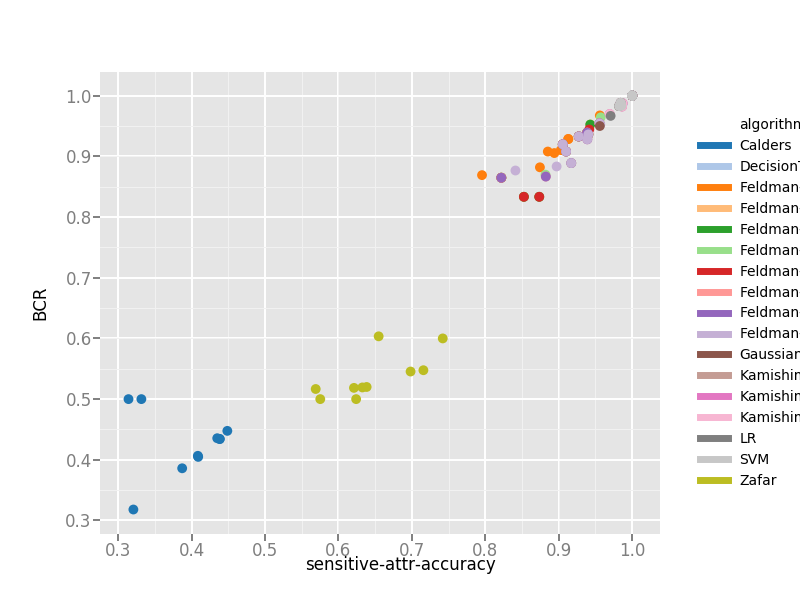 algorithm
Calders
DecisionT
Feldman-
Feldman-
Feldman-
Feldman-
Feldman-
Feldman-
Feldman-
Feldman-
Gaussian
Kamishin
Kamishin
Kamishin
LR
SVM
Zafar
BCR
1.0
0.9
0.8
0.7
0.6
0.5
0.4
0.3
0.3 0.4 0.5 0.6 0.7 0.8 0.9 1.0
sensitive-attr-accuracy